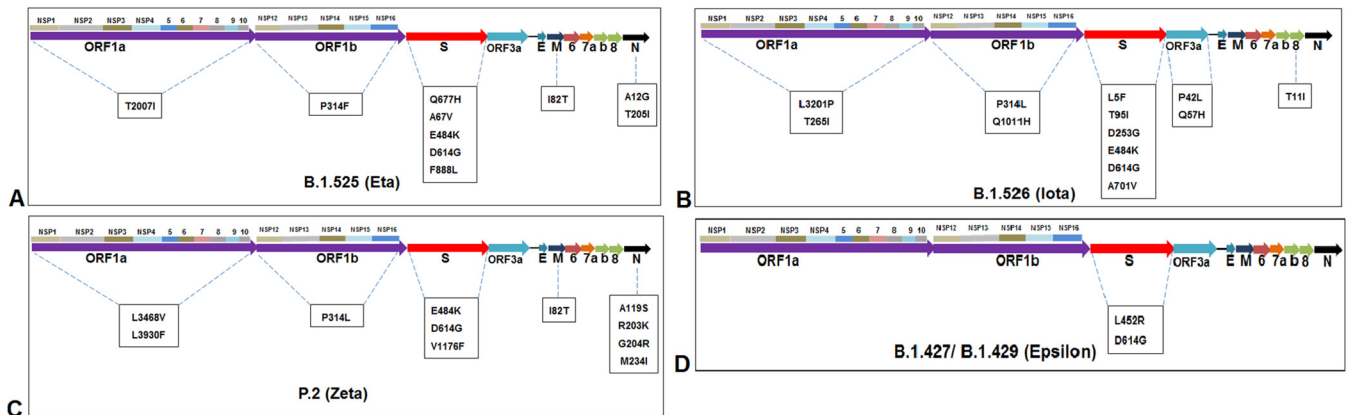 NSP1 NSP2 NSP3 NSP4 5 6 7 8 9 10 NSP12 NSP13 NSP14 NSP15 NSP16
ORF1a ORF1b S ORF3a E M 6 7a b 8 N
T2007I
P314F
Q677H
A67V
E484K
D614G
F888L
I82T
A12G
T205I
B.1.525 (Eta)
A
NSP1 NSP2 NSP3 NSP4 5 6 7 8 9 10 NSP12 NSP13 NSP14 NSP15 NSP16
ORF1a ORF1b S ORF3a E M 6 7a b 8 N
L3201P
T265I
P314L
Q1011H
L5F
T95I
D253G
E484K
D614G
A701V
P42L
Q57H
T11I
B.1.526 (Iota)
B
NSP1 NSP2 NSP3 NSP4 5 6 7 8 9 10 NSP12 NSP13 NSP14 NSP15 NSP16
ORF1a ORF1b S ORF3a E M 6 7a b 8 N
L3468V
L3930F
P314L
E484K
D614G
V1176F
I82T
A119S
R203K
G204R
M234I
P.2 (Zeta)
C
NSP1 NSP2 NSP3 NSP4 5 6 7 8 9 10 NSP12 NSP13 NSP14 NSP15 NSP16
ORF1a ORF1b S ORF3a E M 6 7a b 8 N
L452R
D614G
B.1.427/ B.1.429 (Epsilon)
D